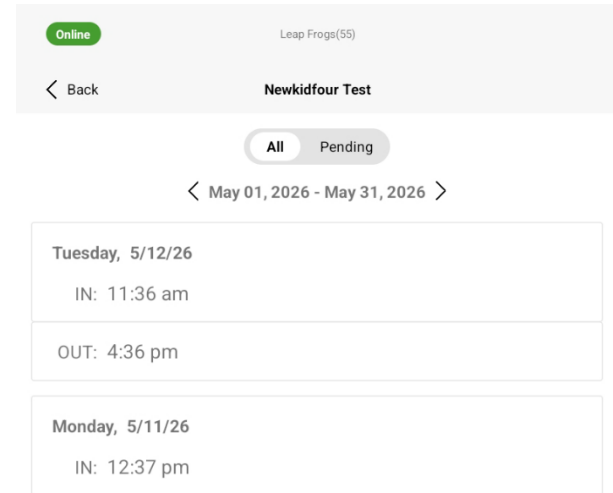 Online
Leap Frogs(55)
Back
Newkidfour Test
All Pending
May 01, 2026 - May 31, 2026
Tuesday, 5/12/26
IN: 11:36 am
OUT: 4:36 pm
Monday, 5/11/26
IN: 12:37 pm